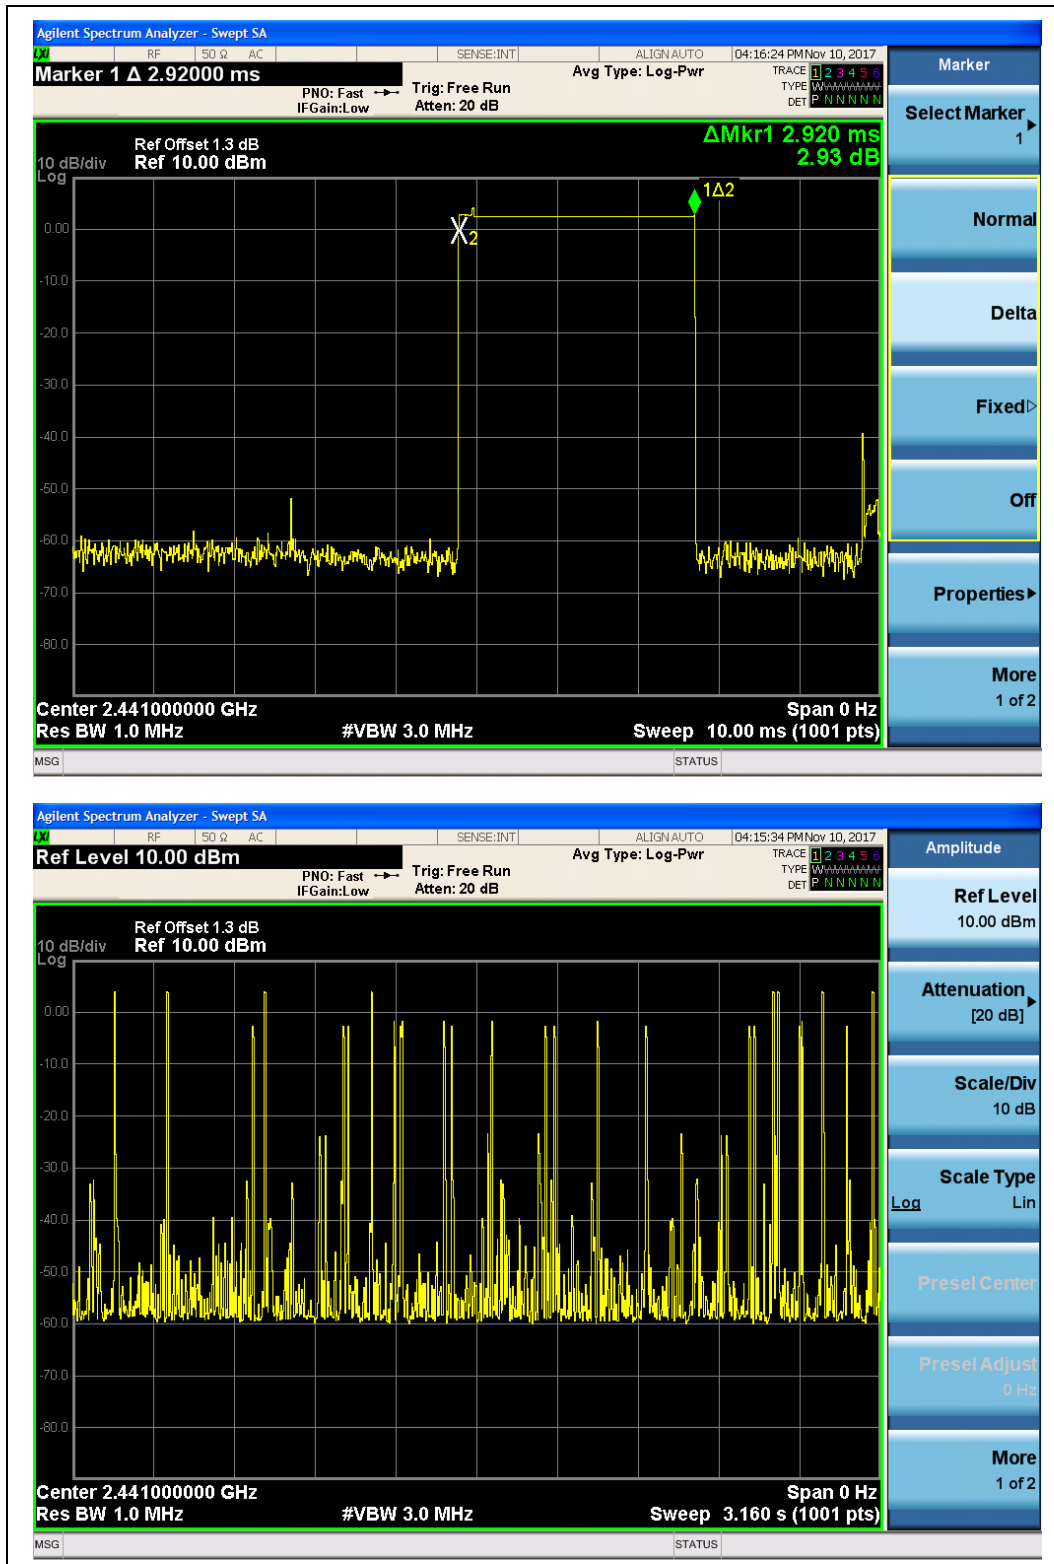 Agilent Spectrum Analyzer - Swept SA
LXI RF 50 Ω AC SENSE:INT ALIGN AUTO 04:16:24 PM Nov 10, 2017
Marker 1 Δ 2.92000 ms
PNO: Fast
IFGain:Low
Trig: Free Run
Atten: 20 dB
Avg Type: Log-Pwr
TRACE 1 2 3 4 5 6
TYPE
DET P N N N N N
Marker
Select Marker
1
Normal
Delta
Fixed
Off
Properties
More
1 of 2
ΔMkr1 2.920 ms
2.93 dB
Ref Offset 1.3 dB
10 dB/div Ref 10.00 dBm
Log
1Δ2
X2
0.00
-10.0
-20.0
-30.0
-40.0
-50.0
-60.0
-70.0
-80.0
Center 2.441000000 GHz Span 0 Hz
Res BW 1.0 MHz #VBW 3.0 MHz Sweep 10.00 ms (1001 pts)
MSG STATUS
Agilent Spectrum Analyzer - Swept SA
LXI RF 50 Ω AC SENSE:INT ALIGN AUTO 04:15:34 PM Nov 10, 2017
Ref Level 10.00 dBm
PNO: Fast
IFGain:Low
Trig: Free Run
Atten: 20 dB
Avg Type: Log-Pwr
TRACE 1 2 3 4 5 6
TYPE
DET P N N N N N
Amplitude
Ref Level
10.00 dBm
Attenuation
[20 dB]
Scale/Div
10 dB
Scale Type
Log Lin
Presel Center
Presel Adjust
0 Hz
More
1 of 2
Ref Offset 1.3 dB
10 dB/div Ref 10.00 dBm
Log
0.00
-10.0
-20.0
-30.0
-40.0
-50.0
-60.0
-70.0
-80.0
Center 2.441000000 GHz Span 0 Hz
Res BW 1.0 MHz #VBW 3.0 MHz Sweep 3.160 s (1001 pts)
MSG STATUS